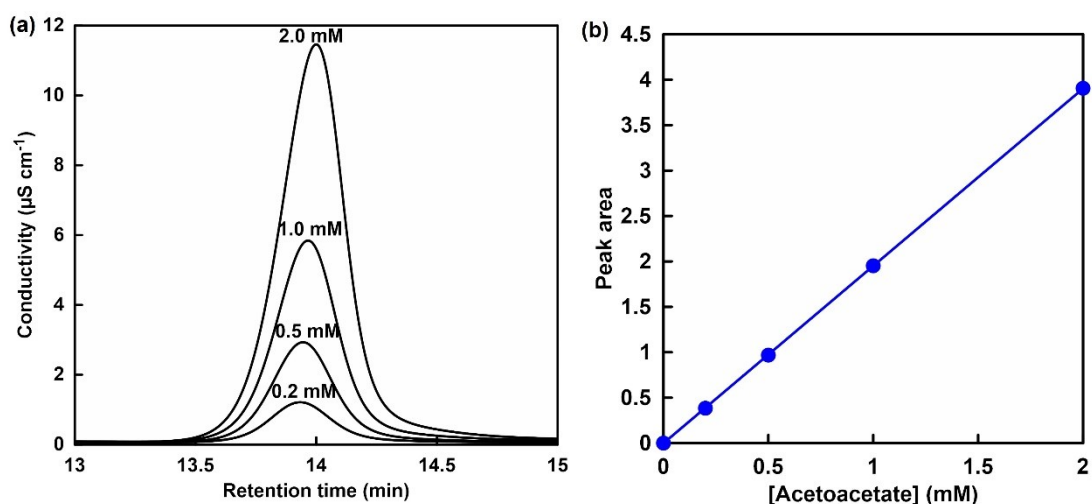 (a)
12
10
8
6
4
2
0
Conductivity (µS cm⁻¹)
2.0 mM
1.0 mM
0.5 mM
0.2 mM
13
13.5
14
14.5
15
Retention time (min)
(b)
4.5
4
3.5
3
2.5
2
1.5
1
0.5
0
Peak area
0
0.5
1
1.5
2
[Acetoacetate] (mM)